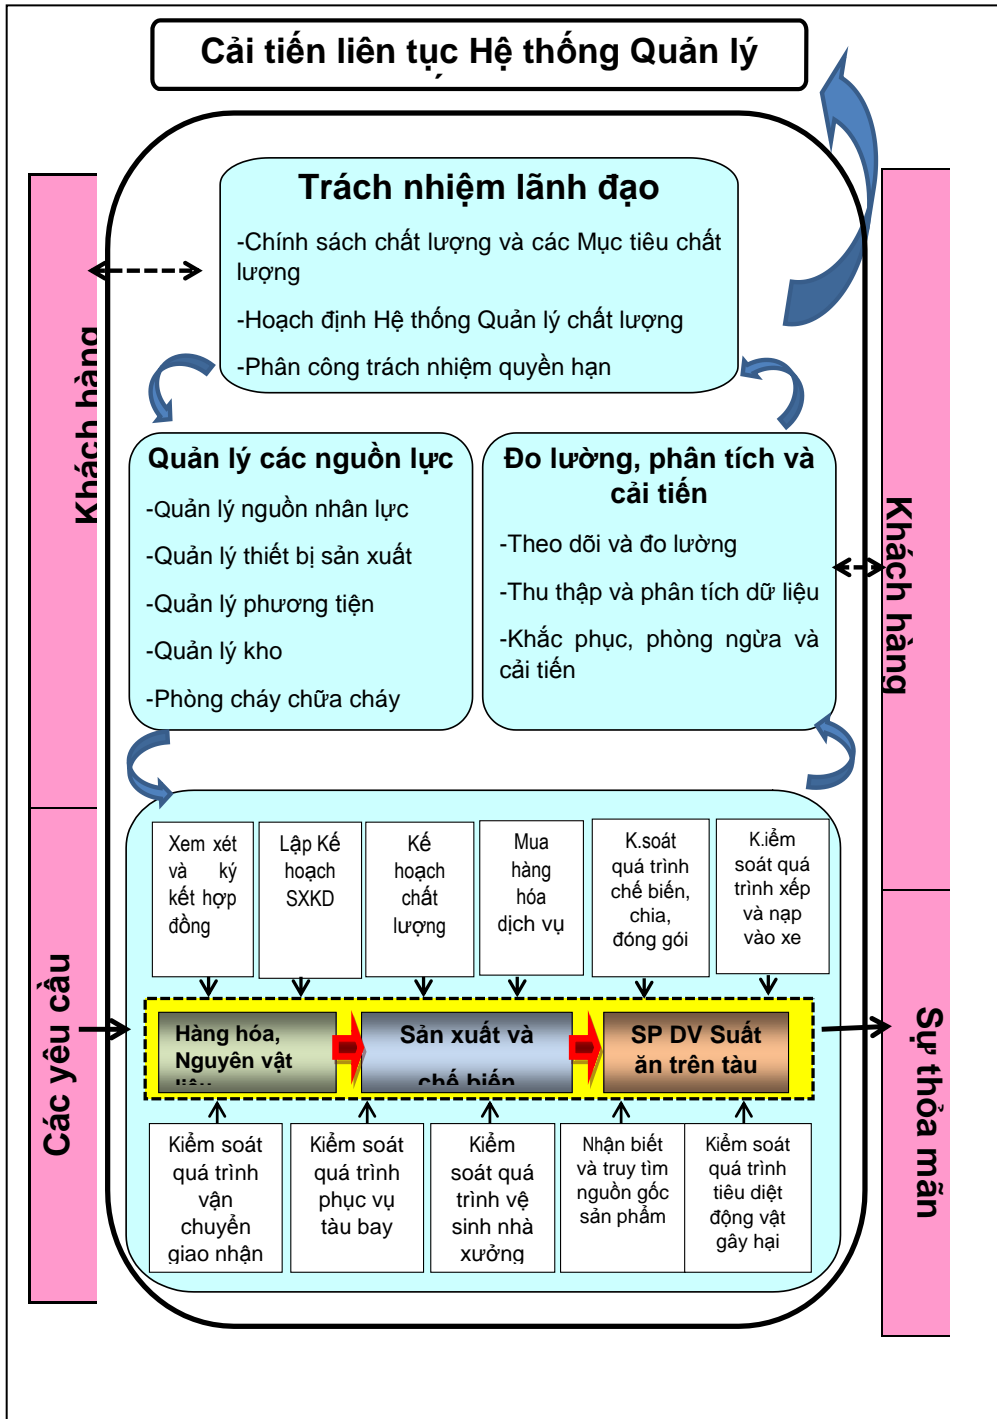 Cải tiến liên tục Hệ thống Quản lý
Trách nhiệm lãnh đạo
-Chính sách chất lượng và các Mục tiêu chất
lượng
-Hoạch định Hệ thống Quản lý chất lượng
-Phân công trách nhiệm quyền hạn
Khách hàng
Quản lý các nguồn lực
-Quản lý nguồn nhân lực
-Quản lý thiết bị sản xuất
-Quản lý phương tiện
-Quản lý kho
-Phòng cháy chữa cháy
Đo lường, phân tích và
cải tiến
-Theo dõi và đo lường
-Thu thập và phân tích dữ liệu
-Khắc phục, phòng ngừa và
cải tiến
Khách hàng
Các yêu cầu
Xem xét
và ký
kết hợp
đồng
Lập Kế
hoạch
SXKD
Kế
hoạch
chất
lượng
Mua
hàng
hóa
dịch vụ
K.soát
quá trình
chế biến,
chia,
đóng gói
K.iểm
soát quá
trình xếp
và nạp
vào xe
Hàng hóa,
Nguyên vật
liệu
Sản xuất và
chế biến
SP DV Suất
ăn trên tàu
Kiểm soát
quá trình
vận
chuyển
giao nhận
Kiểm soát
quá trình
phục vụ
tàu bay
Kiểm
soát quá
trình vệ
sinh nhà
xưởng
Nhận biết
và truy tìm
nguồn gốc
sản phẩm
Kiểm soát
quá trình
tiêu diệt
động vật
gây hại
Sự thỏa mãn